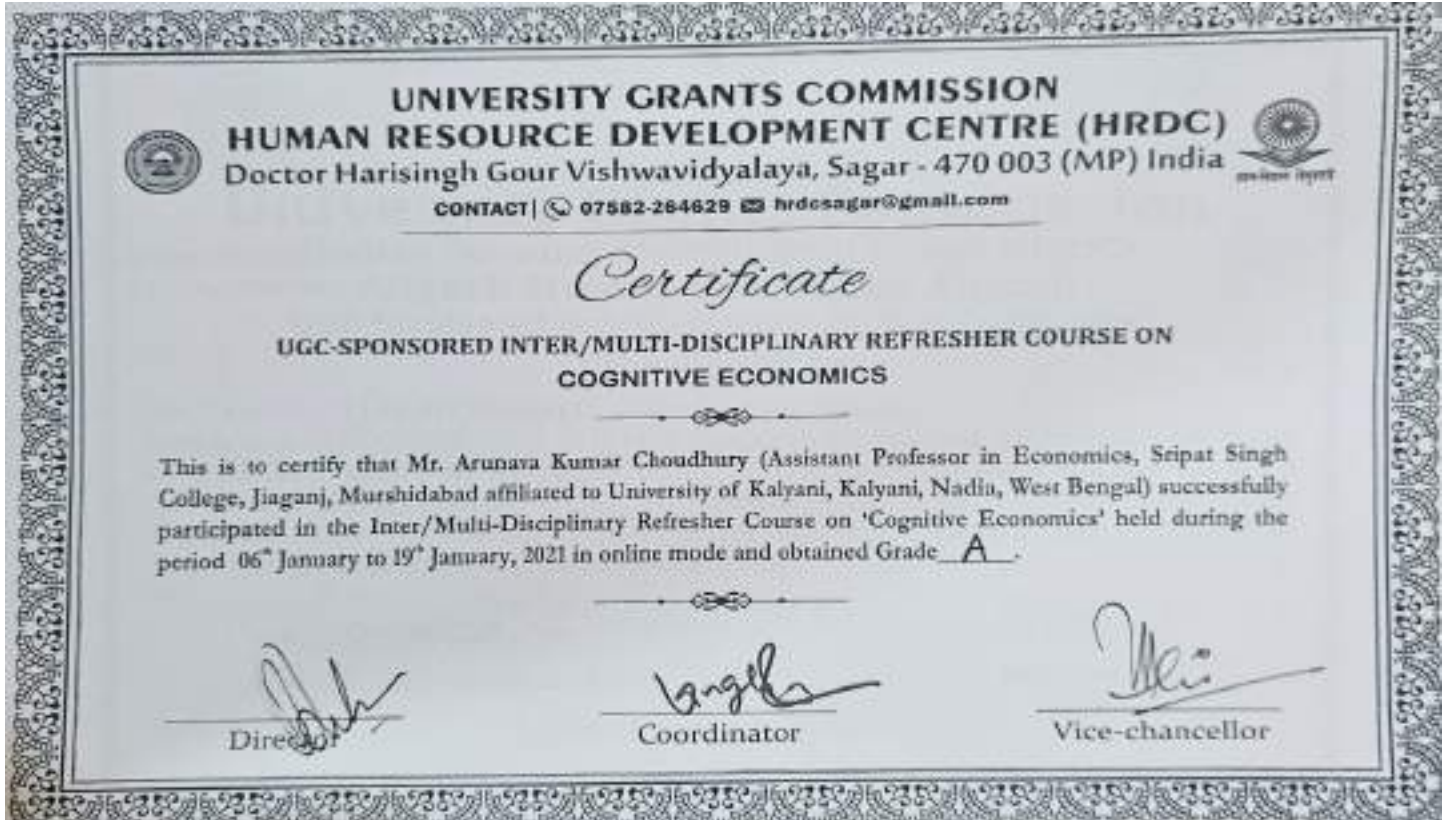 UNIVERSITY GRANTS COMMISSION
HUMAN RESOURCE DEVELOPMENT CENTRE (HRDC)
Doctor Harisingh Gour Vishwavidyalaya, Sagar - 470 003 (MP) India
CONTACT| 07582-264629 hrdcsagar@gmail.com
Certificate
UGC-SPONSORED INTER/MULTI-DISCIPLINARY REFRESHER COURSE ON
COGNITIVE ECONOMICS
This is to certify that Mr. Arunava Kumar Choudhury (Assistant Professor in Economics, Sripat Singh
College, Jiaganj, Murshidabad affiliated to University of Kalyani, Kalyani, Nadia, West Bengal) successfully
participated in the Inter/Multi-Disciplinary Refresher Course on 'Cognitive Economics' held during the
period 06th January to 19th January, 2021 in online mode and obtained Grade A .
Director
Coordinator
Vice-chancellor